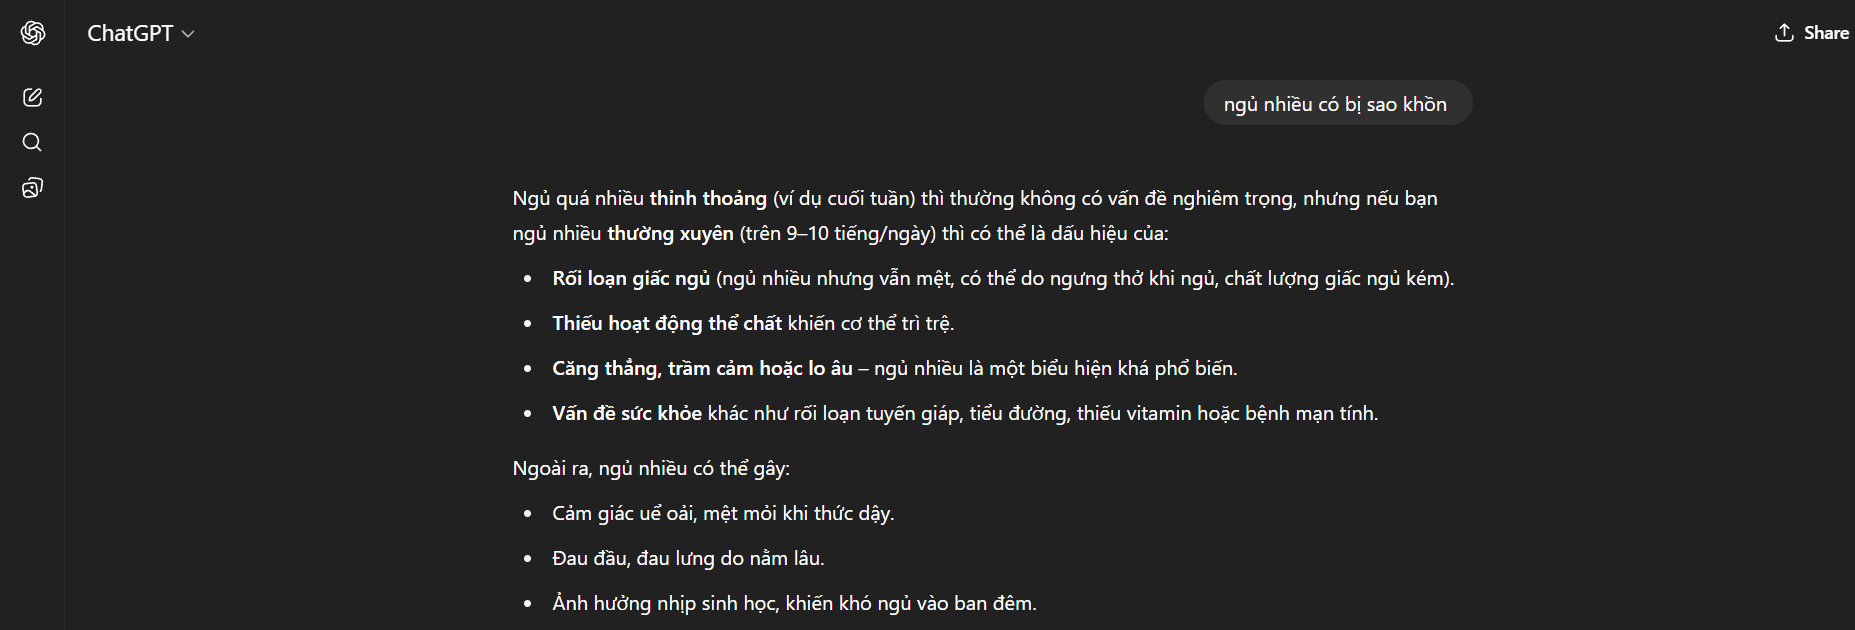 ChatGPT
Share
ngủ nhiều có bị sao khồn
Ngủ quá nhiều thỉnh thoảng (ví dụ cuối tuần) thì thường không có vấn đề nghiêm trọng, nhưng nếu bạn
ngủ nhiều thường xuyên (trên 9–10 tiếng/ngày) thì có thể là dấu hiệu của:
• Rối loạn giấc ngủ (ngủ nhiều nhưng vẫn mệt, có thể do ngưng thở khi ngủ, chất lượng giấc ngủ kém).
• Thiếu hoạt động thể chất khiến cơ thể trì trệ.
• Căng thẳng, trầm cảm hoặc lo âu – ngủ nhiều là một biểu hiện khá phổ biến.
• Vấn đề sức khỏe khác như rối loạn tuyến giáp, tiểu đường, thiếu vitamin hoặc bệnh mạn tính.
Ngoài ra, ngủ nhiều có thể gây:
• Cảm giác uể oải, mệt mỏi khi thức dậy.
• Đau đầu, đau lưng do nằm lâu.
• Ảnh hưởng nhịp sinh học, khiến khó ngủ vào ban đêm.